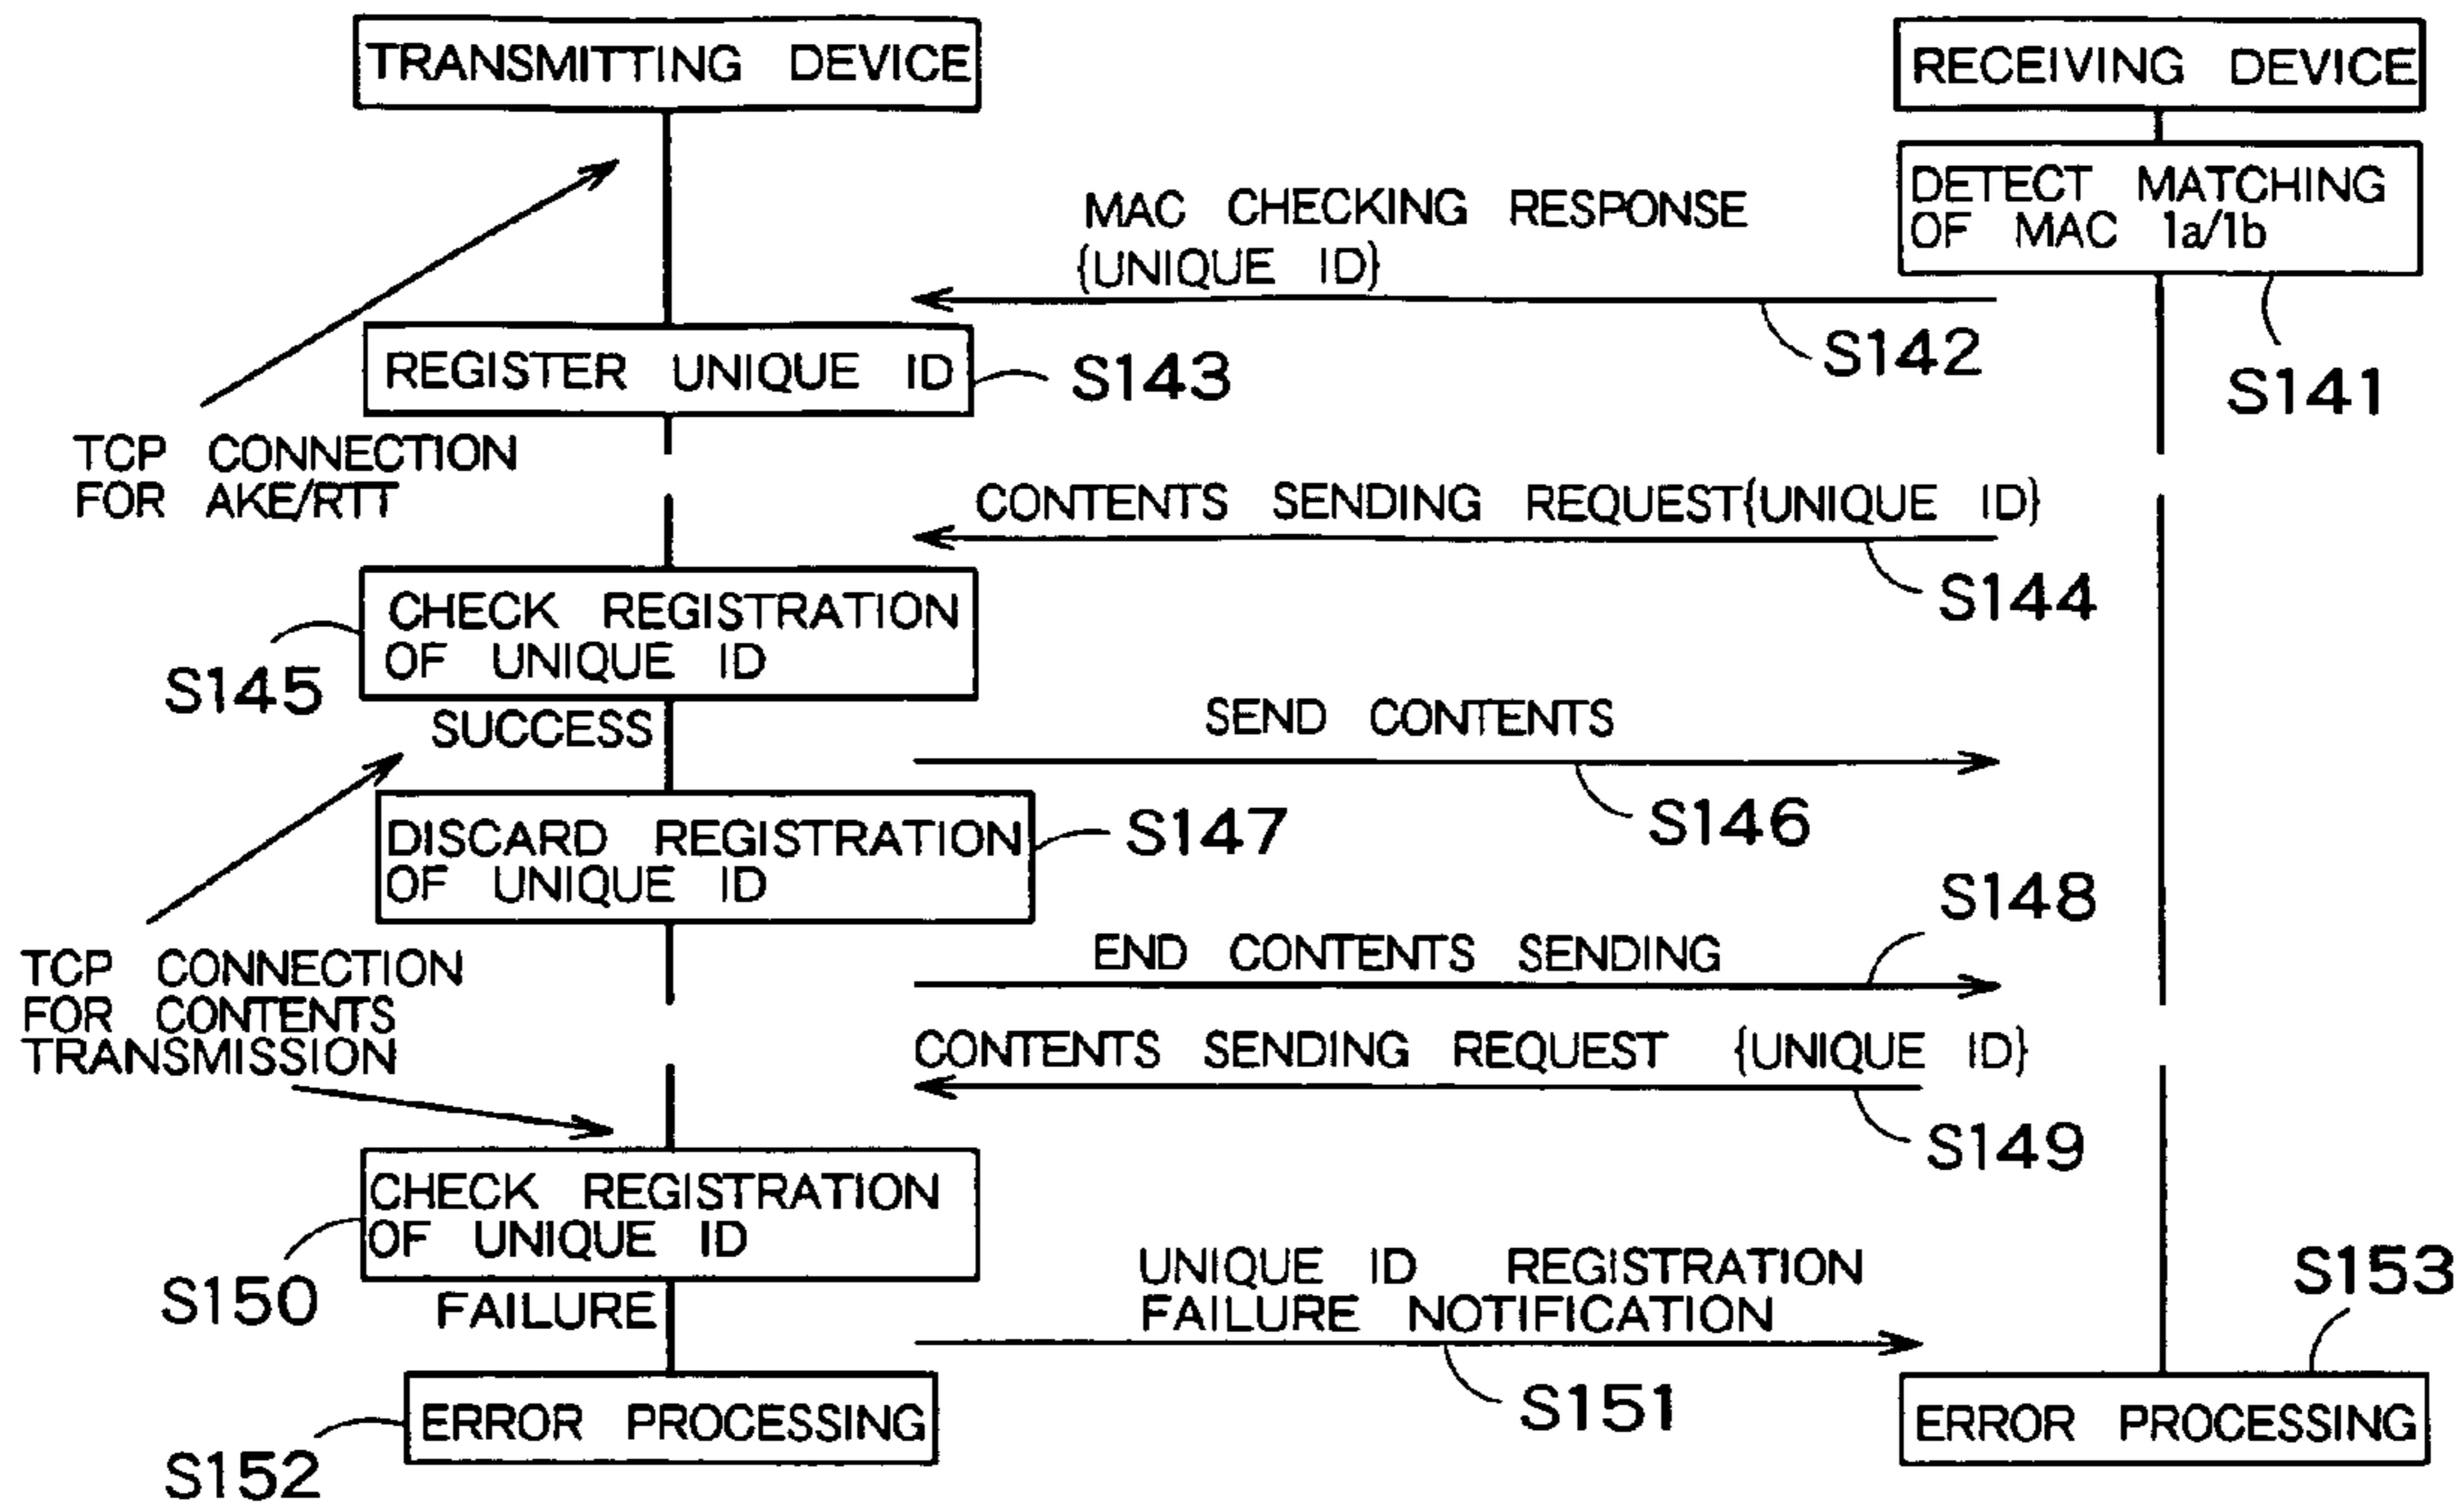 TRANSMITTING DEVICE
RECEIVING DEVICE
DETECT MATCHING
OF MAC 1a/1b
MAC CHECKING RESPONSE
{UNIQUE ID}
S142
S141
REGISTER UNIQUE ID
S143
TCP CONNECTION
FOR AKE/RTT
CONTENTS SENDING REQUEST{UNIQUE ID}
S144
CHECK REGISTRATION
OF UNIQUE ID
S145
SUCCESS
SEND CONTENTS
S146
DISCARD REGISTRATION
OF UNIQUE ID
S147
S148
END CONTENTS SENDING
TCP CONNECTION
FOR CONTENTS
TRANSMISSION
CONTENTS SENDING REQUEST {UNIQUE ID}
S149
CHECK REGISTRATION
OF UNIQUE ID
S150
FAILURE
UNIQUE ID REGISTRATION
FAILURE NOTIFICATION
S151
S153
ERROR PROCESSING
S152
ERROR PROCESSING